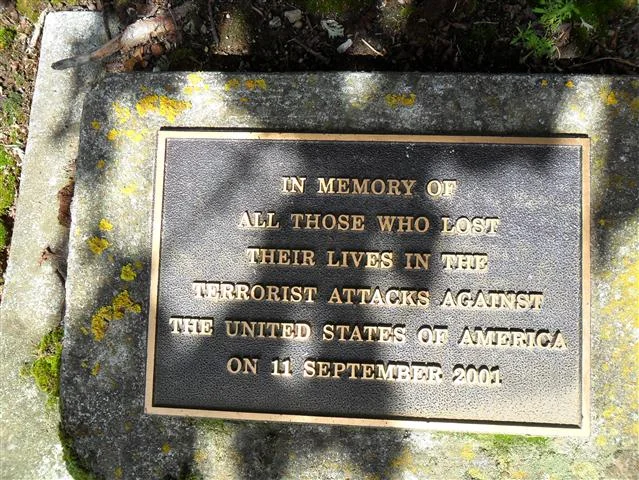 IN MEMORY OF
ALL THOSE WHO LOST
THEIR LIVES IN THE
TERRORIST ATTACKS AGAINST
THE UNITED STATES OF AMERICA
ON 11 SEPTEMBER 2001